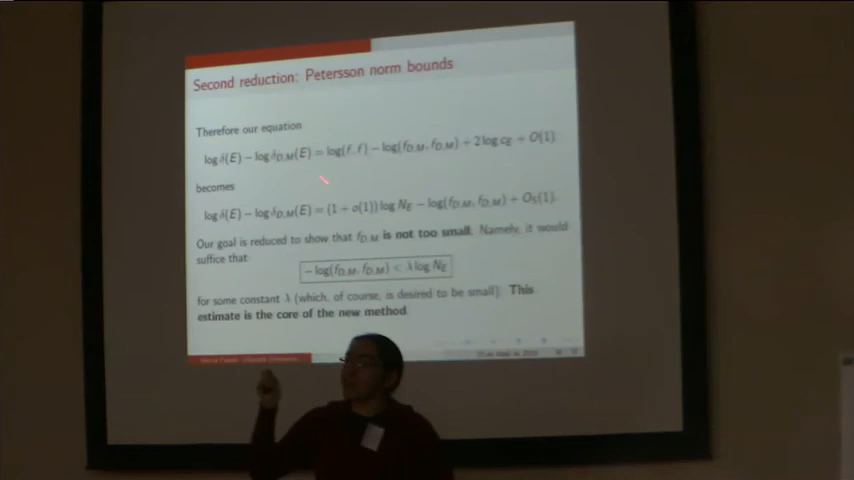 Second reduction: Petersson norm bounds
Therefore our equation
log δ(E) − log δ_{D,M}(E) = log(f, f) − log(f_{D,M}, f_{D,M}) + 2 log c_E + O(1)
becomes
log δ(E) − log δ_{D,M}(E) = (1 + o(1)) log N_E − log(f_{D,M}, f_{D,M}) + O_S(1).
Our goal is reduced to show that f_{D,M} is not too small. Namely, it would
suffice that
− log(f_{D,M}, f_{D,M}) < λ log N_E
for some constant λ (which, of course, is desired to be small). This
estimate is the core of the new method.